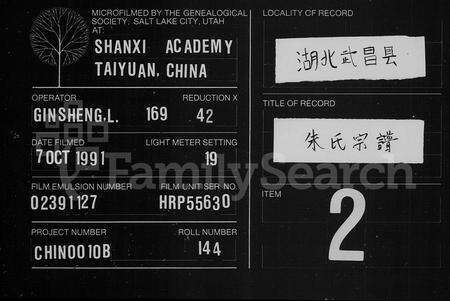 MICROFILMED BY THE GENEALOGICAL
SOCIETY, SALT LAKE CITY, UTAH
AT:
SHANXI ACADEMY
TAIYUAN, CHINA
OPERATOR
GINSHENG.L. 169
REDUCTION X
42
DATE FILMED
7 OCT 1991
LIGHT METER SETTING
19
FILM EMULSION NUMBER
02391127
FILM UNIT SER. NO.
HRP55630
PROJECT NUMBER
CHIN0010B
ROLL NUMBER
144
LOCALITY OF RECORD
湖北武昌县
TITLE OF RECORD
朱氏宗譜
ITEM
2
FamilySearch